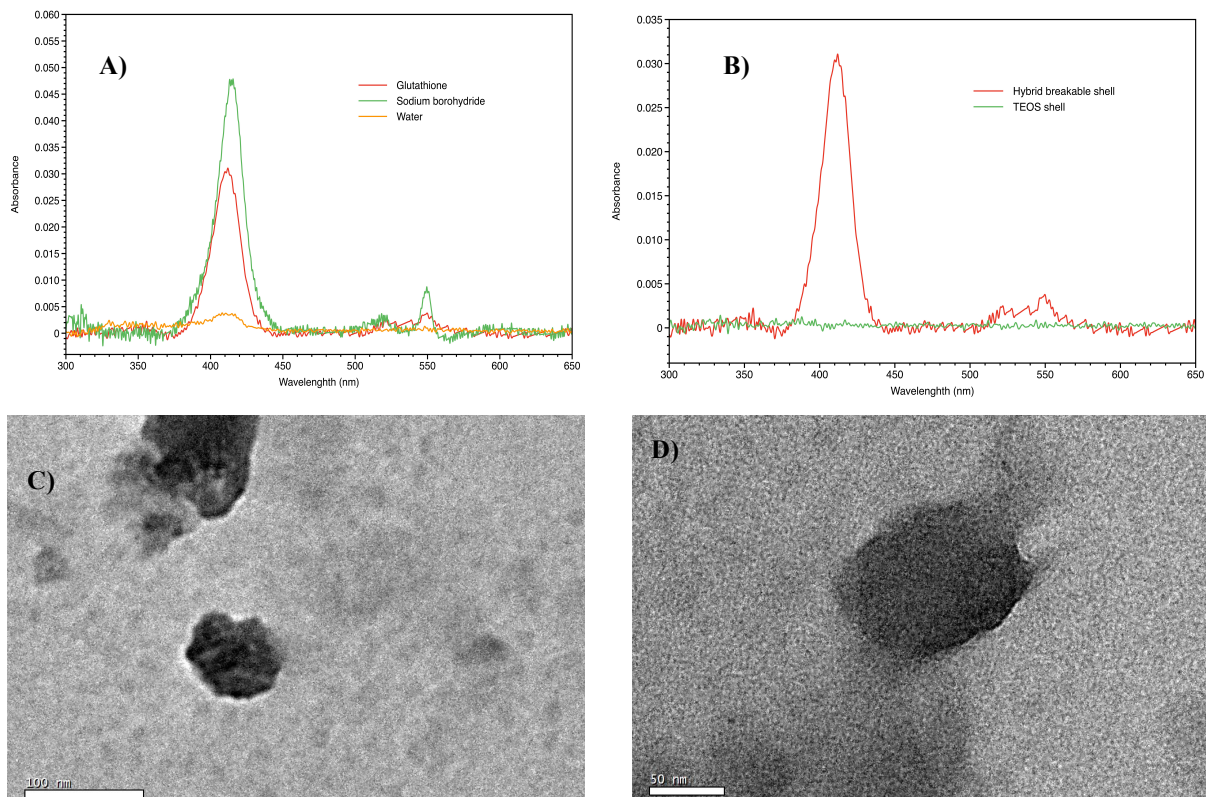 A)
Glutathione
Sodium borohydride
Water
0.060
0.055
0.050
0.045
0.040
0.035
0.030
0.025
0.020
0.015
0.010
0.005
0
Absorbance
300 350 400 450 500 550 600 650
Wavelenghth (nm)
B)
Hybrid breakable shell
TEOS shell
0.035
0.030
0.025
0.020
0.015
0.010
0.005
0
Absorbance
300 350 400 450 500 550 600 650
Wavelenghth (nm)
C)
100 nm
D)
50 nm